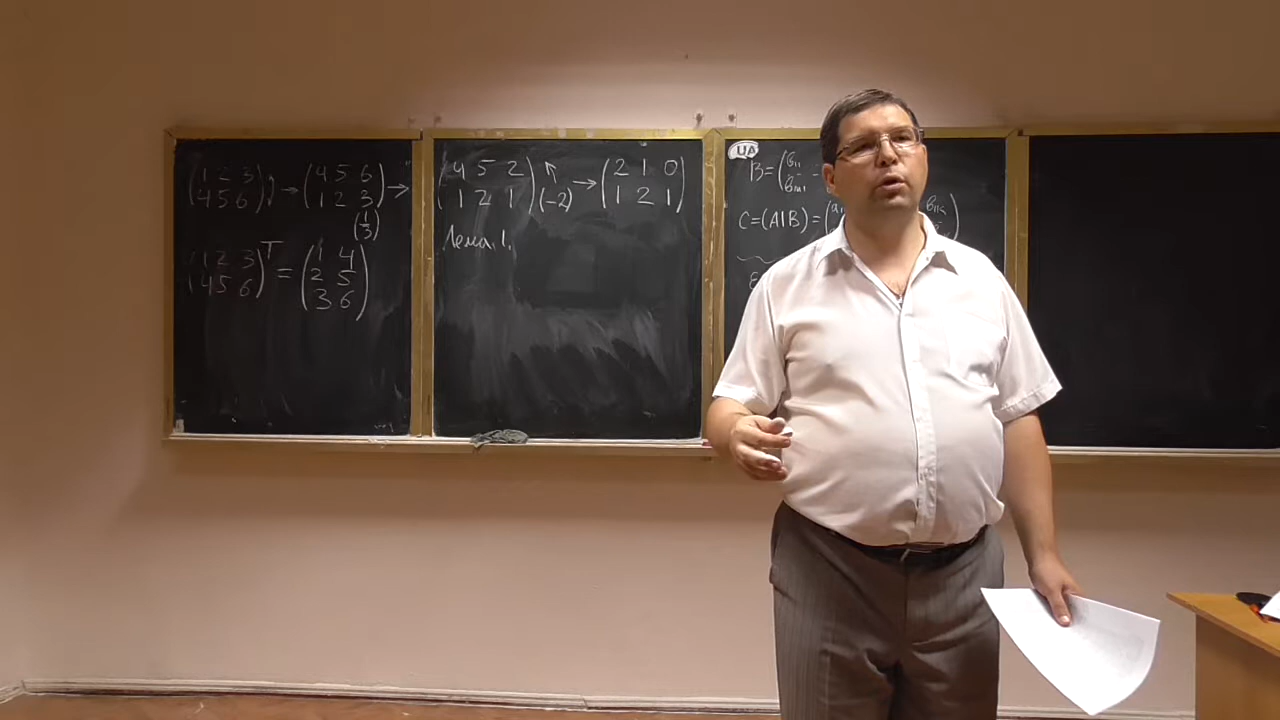 (1 2 3
4 5 6) → (4 5 6
1 2 3) →
(1/3)
(1 2 3
4 5 6)ᵀ = (1 4
2 5
3 6)
(4 5 2
1 2 1) (-2) → (2 1 0
1 2 1)
Лема 1.
UA
B=(
C=(A|B)=(